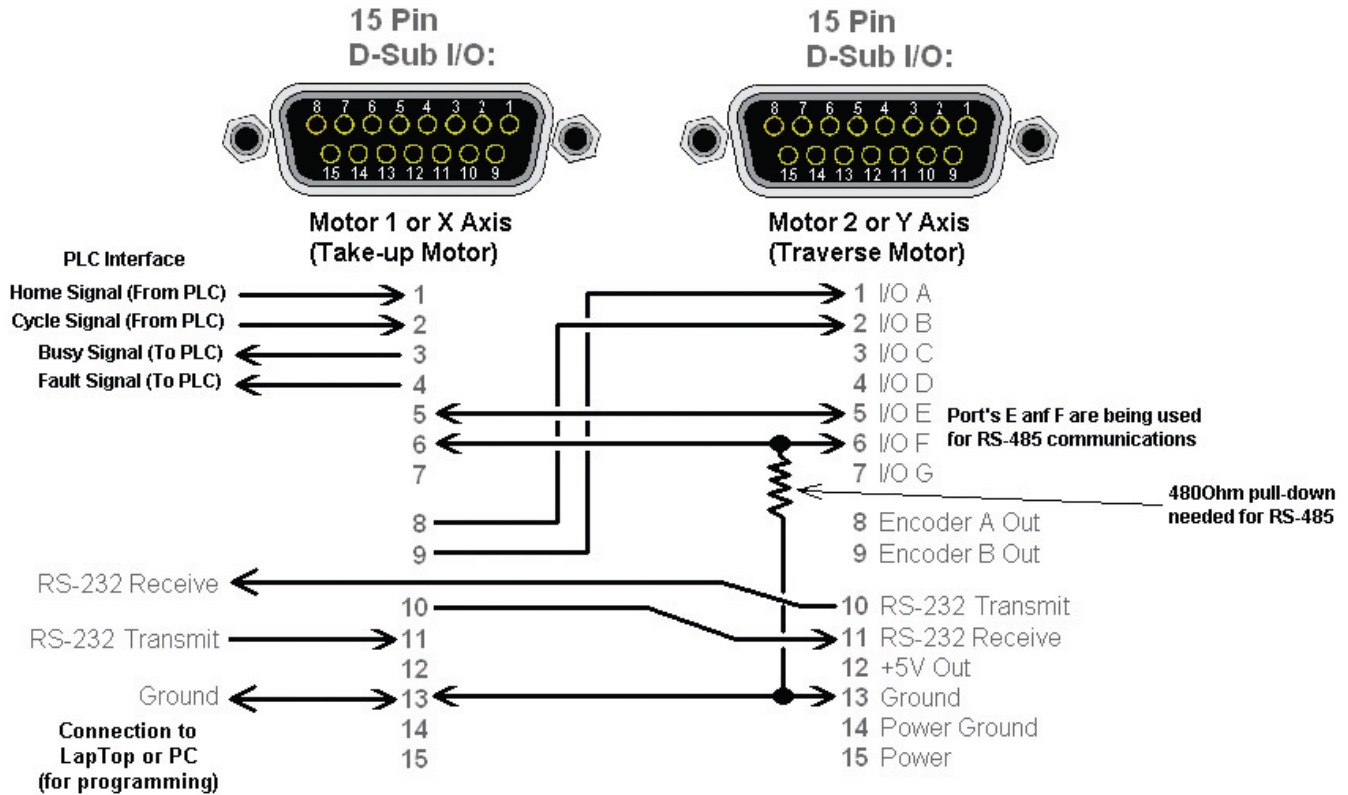 15 Pin
D-Sub I/O:
15 Pin
D-Sub I/O:
8 7 6 5 4 3 2 1
15 14 13 12 11 10 9
8 7 6 5 4 3 2 1
15 14 13 12 11 10 9
Motor 1 or X Axis
(Take-up Motor)
Motor 2 or Y Axis
(Traverse Motor)
PLC Interface
Home Signal (From PLC)
Cycle Signal (From PLC)
Busy Signal (To PLC)
Fault Signal (To PLC)
1
2
3
4
5
6
7
8
9
10
11
12
13
14
15
1 I/O A
2 I/O B
3 I/O C
4 I/O D
5 I/O E
6 I/O F
7 I/O G
8 Encoder A Out
9 Encoder B Out
10 RS-232 Transmit
11 RS-232 Receive
12 +5V Out
13 Ground
14 Power Ground
15 Power
Port's E anf F are being used
for RS-485 communications
480Ohm pull-down
needed for RS-485
RS-232 Receive
RS-232 Transmit
Ground
Connection to
LapTop or PC
(for programming)